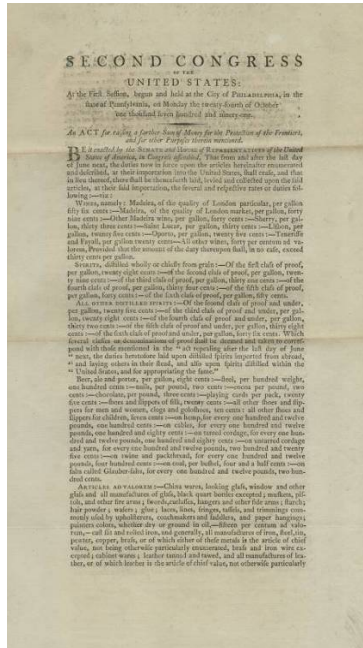 SECOND CONGRESS
OF THE
UNITED STATES:
At the First Session, begun and held at the City of PHILADELPHIA, in the
state of Pennsylvania, on Monday the twenty-fourth of October
one thousand seven hundred and ninety-one.
An ACT for raising a farther Sum of Money for the Protection of the Frontiers,
and for other Purposes therein mentioned.
BE it enacted by the SENATE and House of REPRESENTATIVES of the United
States of America, in Congress assembled, That from and after the last day
of June next, the duties now in force upon the articles herein after enumerated
and described, at their importation into the United States, shall cease, and that
in lieu thereof, there shall be thenceforth laid, levied and collected upon the said
articles, at their said importation, the several and respective rates or duties fol-
lowing:—viz:
WINES, namely: Madeira, of the quality of London particular, per gallon
fifty six cents:—Madeira, of the quality of London market, per gallon, forty
nine cents:—Other Madeira wine, per gallon, forty cents:—Sherry, per gal-
lon, thirty three cents:—Saint Lucar, per gallon, thirty cents:—Lisbon, per
gallon, twenty five cents:—Oporto, per gallon, twenty five cents:—Teneriffe
and Fayall, per gallon twenty cents—All other wines, forty per centum ad va-
lorem, Provided that the amount of the duty thereupon shall, in no case, exceed
thirty cents per gallon.
SPIRITS, distilled wholly or chiefly from grain:—Of the first class of proof,
per gallon, twenty eight cents:—of the second class of proof, per gallon, twen-
ty nine cents:—of the third class of proof, per gallon, thirty one cents:—of the
fourth class of proof, per gallon, thirty four cents:—of the fifth class of proof,
per gallon, forty cents:—of the sixth class of proof, per gallon, fifty cents.
ALL OTHER DISTILLED SPIRITS:—Of the second class of proof and under,
per gallon, twenty five cents:—of the third class of proof and under, per gal-
lon, twenty eight cents:—of the fourth class of proof and under, per gallon,
thirty two cents:—of the fifth class of proof and under, per gallon, thirty eight
cents:—of the sixth class of proof and under, per gallon, forty six cents. Which
several classes or denominations of proof shall be deemed and taken to corres-
pond with those mentioned in the "act repealing after the last day of June
" next, the duties heretofore laid upon distilled spirits imported from abroad,
" and laying others in their stead, and also upon spirits distilled within the
" United States, and for appropriating the same."
Beer, ale and porter, per gallon, eight cents:—steel, per hundred weight,
one hundred cents:—nails, per pound, two cents:—cocoa per pound, two
cents:—chocolate, per pound, three cents:—playing cards per pack, twenty
five cents:—shoes and slippers of silk, twenty cents:—all other shoes and slip-
pers for men and women, clogs and goloshoes, ten cents: all other shoes and
slippers for children, seven cents:—on hemp, for every one hundred and twelve
pounds, one hundred cents:—on cables, for every one hundred and twelve
pounds, one hundred and eighty cents:—on tarred cordage, for every one hun-
dred and twelve pounds, one hundred and eighty cents:—on untarred cordage
and yarn, for every one hundred and twelve pounds, two hundred and twenty
five cents:—on twine and packthread, for every one hundred and twelve
pounds, four hundred cents:—on coal, per bushel, four and a half cents:—on
salts called Glauber-salts, for every one hundred and twelve pounds, two hun-
dred cents.
ARTICLES AD VALOREM:—China wares, looking glass, window and other
glass and all manufactures of glass, black quart bottles excepted; muskets, pis-
tols, and other fire arms; swords, cutlasses, hangers and other side arms; starch;
hair powder; wafers; glue; laces, lines, fringes, tassels, and trimmings com-
monly used by upholsterers, coachmakers and saddlers, and paper hangings;
painters colours, whether dry or ground in oil,—fifteen per centum ad valo-
rem,—cast slit and rolled iron, and generally, all manufactures of iron, steel, tin,
pewter, copper, brass, or of which either of these metals is the article of chief
value, not being otherwise particularly enumerated, brass and iron wire ex-
cepted; cabinet wares; leather tanned and tawed, and all manufactures of lea-
ther, or of which leather is the article of chief value, not otherwise particularly